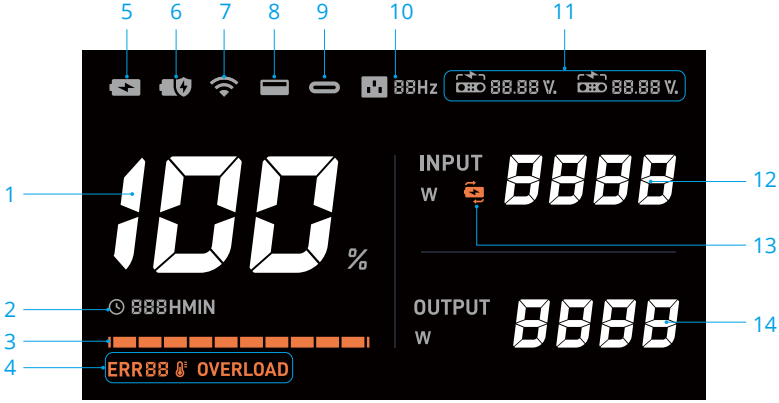 5 6 7 8 9 10 11
88Hz 88.88 V. 88.88 V.
1 100 %
INPUT W 8888 12
13
2 888HMIN
OUTPUT W 8888 14
3
4 ERR88 OVERLOAD